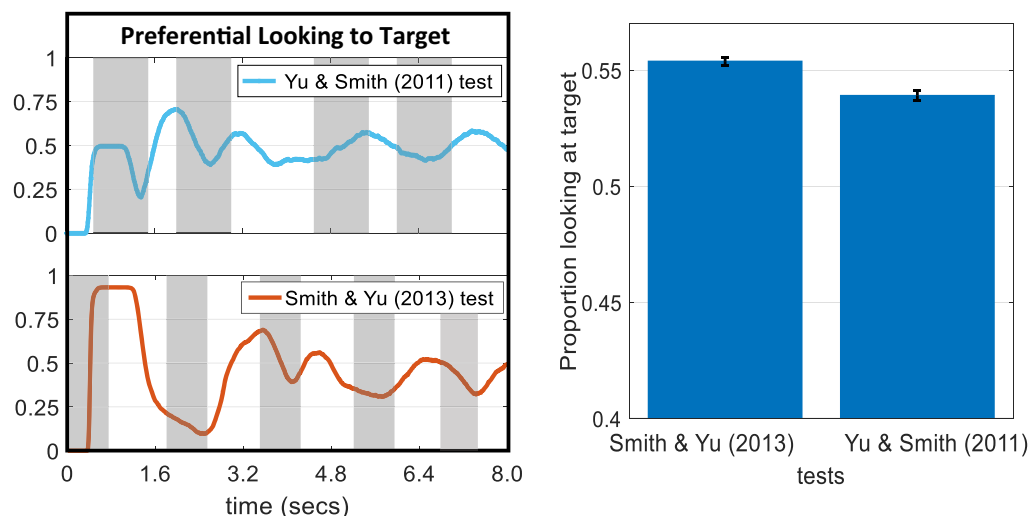 Preferential Looking to Target
1
0.75
0.5
0.25
0
Yu & Smith (2011) test
1
0.75
0.5
0.25
0
Smith & Yu (2013) test
0 1.6 3.2 4.8 6.4 8.0
time (secs)
Proportion looking at target
0.55
0.5
0.45
0.4
Smith & Yu (2013) Yu & Smith (2011)
tests